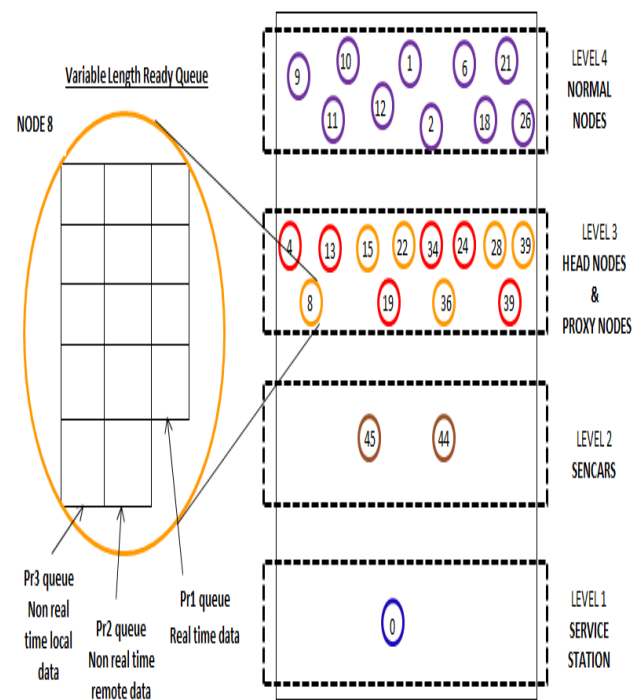 Variable Length Ready Queue
NODE 8
Pr3 queue
Non real
time local
data
Pr2 queue
Non real time
remote data
Pr1 queue
Real time data
9
10
1
6
21
11
12
2
18
26
LEVEL 4
NORMAL
NODES
4
13
15
22
34
24
28
39
8
19
36
39
LEVEL 3
HEAD NODES
&
PROXY NODES
45
44
LEVEL 2
SENCARS
0
LEVEL 1
SERVICE
STATION